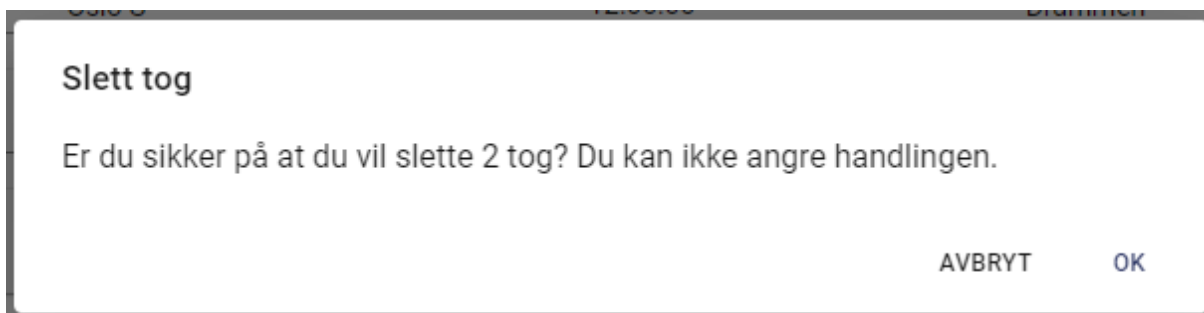 Slett tog
Er du sikker på at du vil slette 2 tog? Du kan ikke angre handlingen.
AVBRYT OK